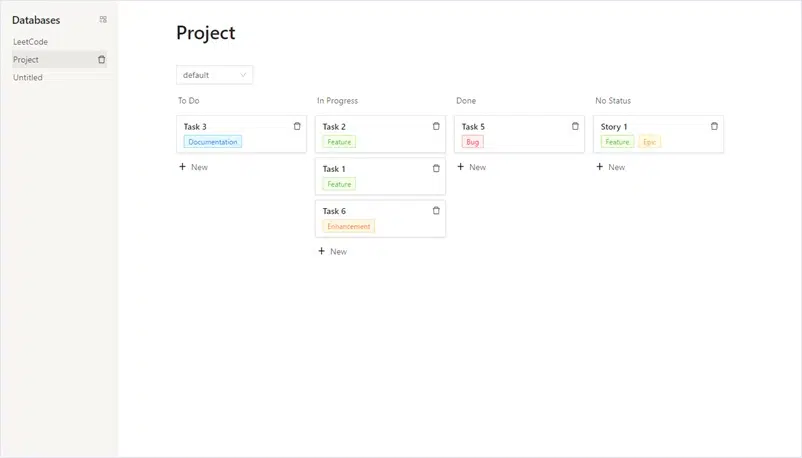 Databases
LeetCode
Project
Untitled
Project
default
To Do
Task 3
Documentation
New
In Progress
Task 2
Feature
Task 1
Feature
Task 6
Enhancement
New
Done
Task 5
Bug
New
No Status
Story 1
Feature Epic
New